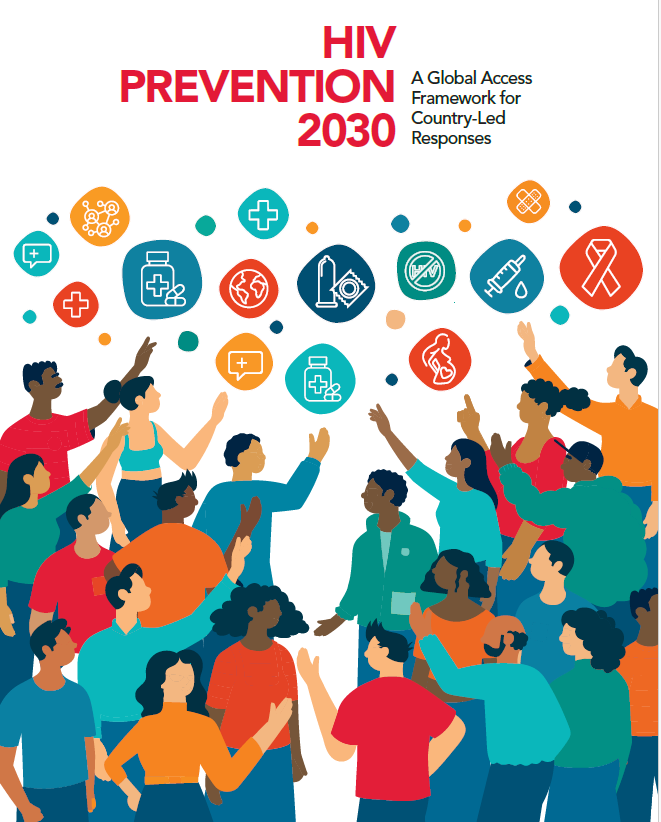 HIV
PREVENTION
2030
A Global Access
Framework for
Country-Led
Responses
HIV